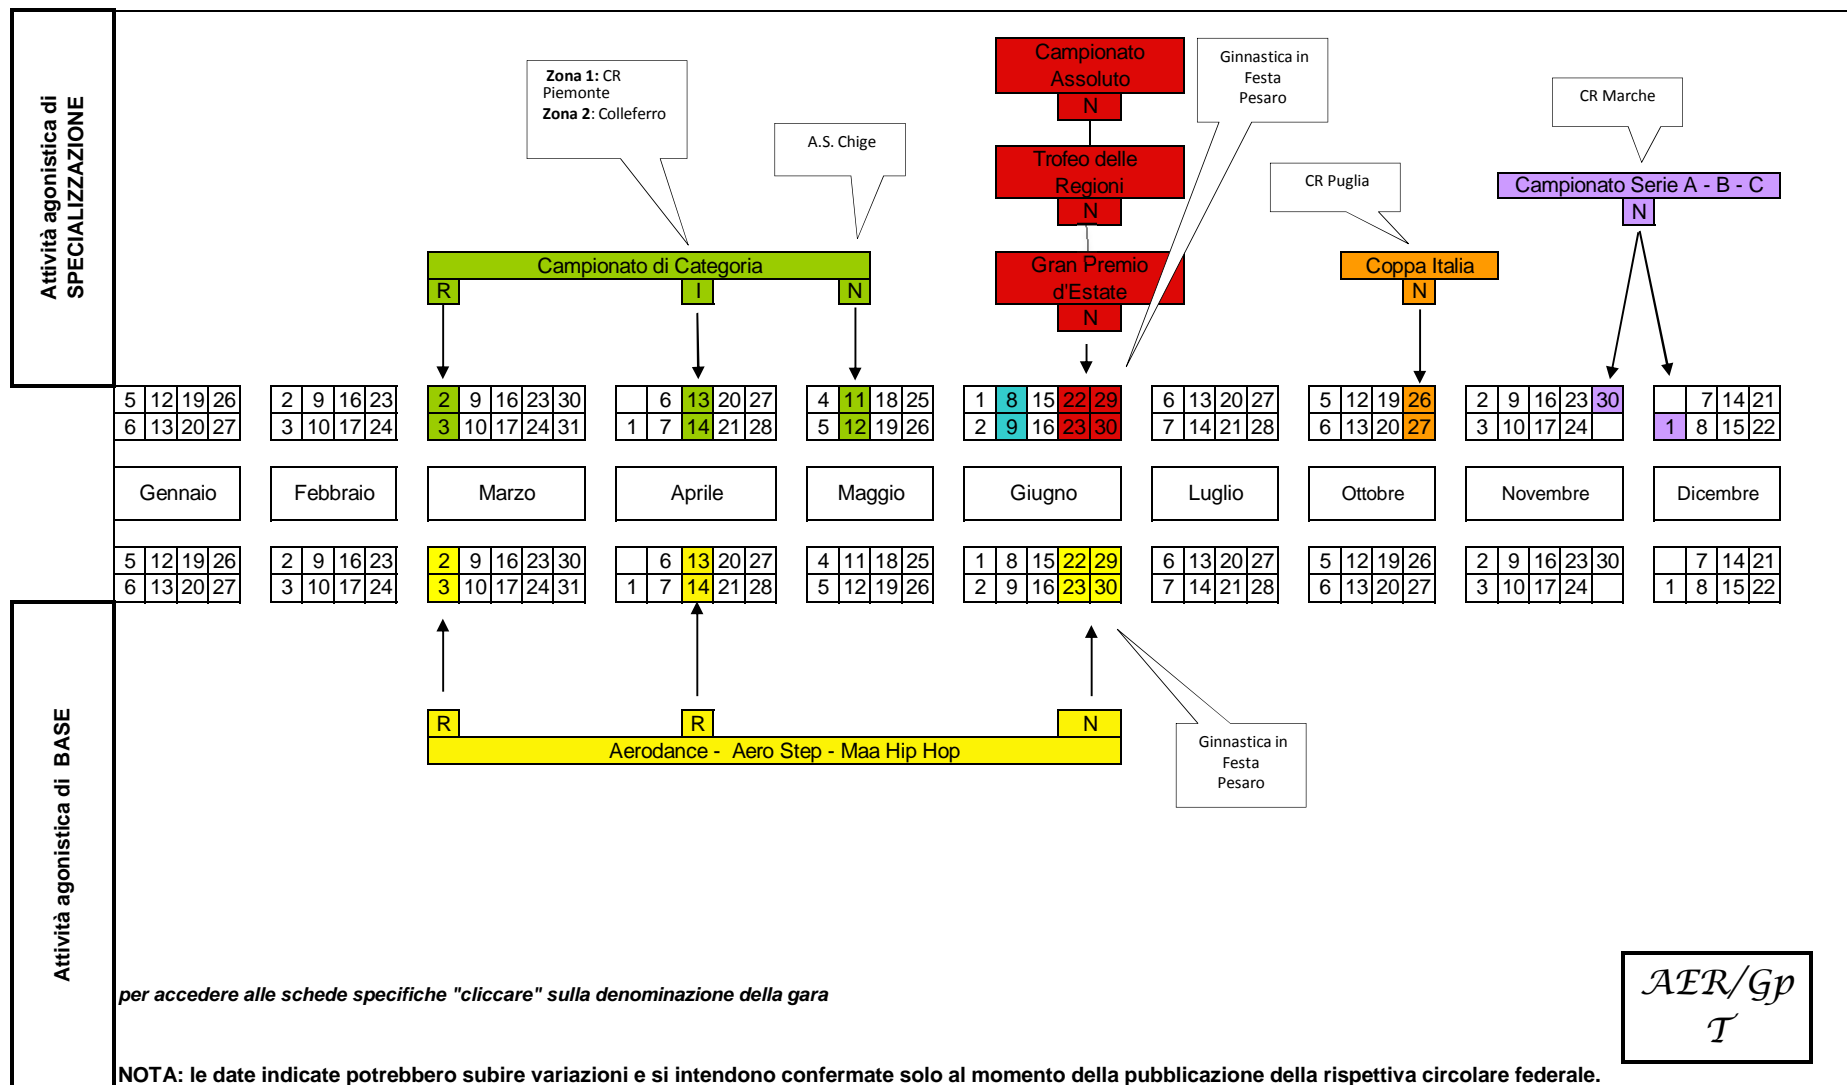 Attività agonistica di
SPECIALIZZAZIONE
Zona 1: CR
Piemonte
Zona 2: Colleferro
A.S. Chige
Campionato
Assoluto
N
Trofeo delle
Regioni
N
Gran Premio
d'Estate
N
Ginnastica in
Festa
Pesaro
CR Puglia
CR Marche
Campionato Serie A - B - C
N
Campionato di Categoria
R I N
Coppa Italia
N
5 12 19 26 2 9 16 23 2 9 16 23 30 6 13 20 27 4 11 18 25 1 8 15 22 29 6 13 20 27 5 12 19 26 2 9 16 23 30 7 14 21
6 13 20 27 3 10 17 24 3 10 17 24 31 1 7 14 21 28 5 12 19 26 2 9 16 23 30 7 14 21 28 6 13 20 27 3 10 17 24 1 8 15 22
Gennaio Febbraio Marzo Aprile Maggio Giugno Luglio Ottobre Novembre Dicembre
5 12 19 26 2 9 16 23 2 9 16 23 30 6 13 20 27 4 11 18 25 1 8 15 22 29 6 13 20 27 5 12 19 26 2 9 16 23 30 7 14 21
6 13 20 27 3 10 17 24 3 10 17 24 31 1 7 14 21 28 5 12 19 26 2 9 16 23 30 7 14 21 28 6 13 20 27 3 10 17 24 1 8 15 22
Attività agonistica di BASE
R R N
Aerodance - Aero Step - Maa Hip Hop
Ginnastica in
Festa
Pesaro
per accedere alle schede specifiche "cliccare" sulla denominazione della gara
AER/Gp
T
NOTA: le date indicate potrebbero subire variazioni e si intendono confermate solo al momento della pubblicazione della rispettiva circolare federale.